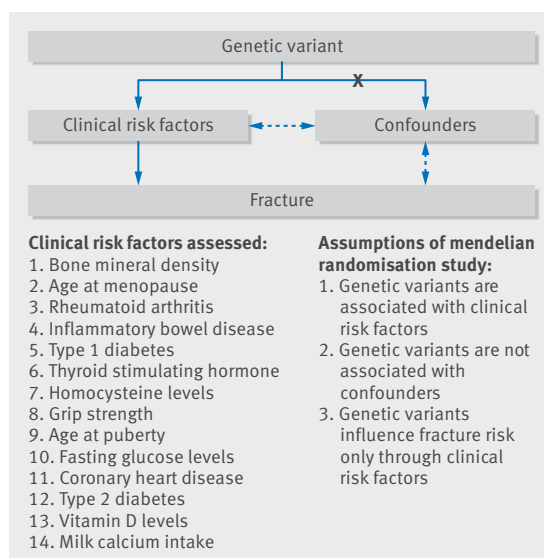 Genetic variant
X
Clinical risk factors
Confounders
Fracture
Clinical risk factors assessed:
1. Bone mineral density
2. Age at menopause
3. Rheumatoid arthritis
4. Inflammatory bowel disease
5. Type 1 diabetes
6. Thyroid stimulating hormone
7. Homocysteine levels
8. Grip strength
9. Age at puberty
10. Fasting glucose levels
11. Coronary heart disease
12. Type 2 diabetes
13. Vitamin D levels
14. Milk calcium intake
Assumptions of mendelian
randomisation study:
1. Genetic variants are
associated with clinical
risk factors
2. Genetic variants are not
associated with
confounders
3. Genetic variants
influence fracture risk
only through clinical
risk factors